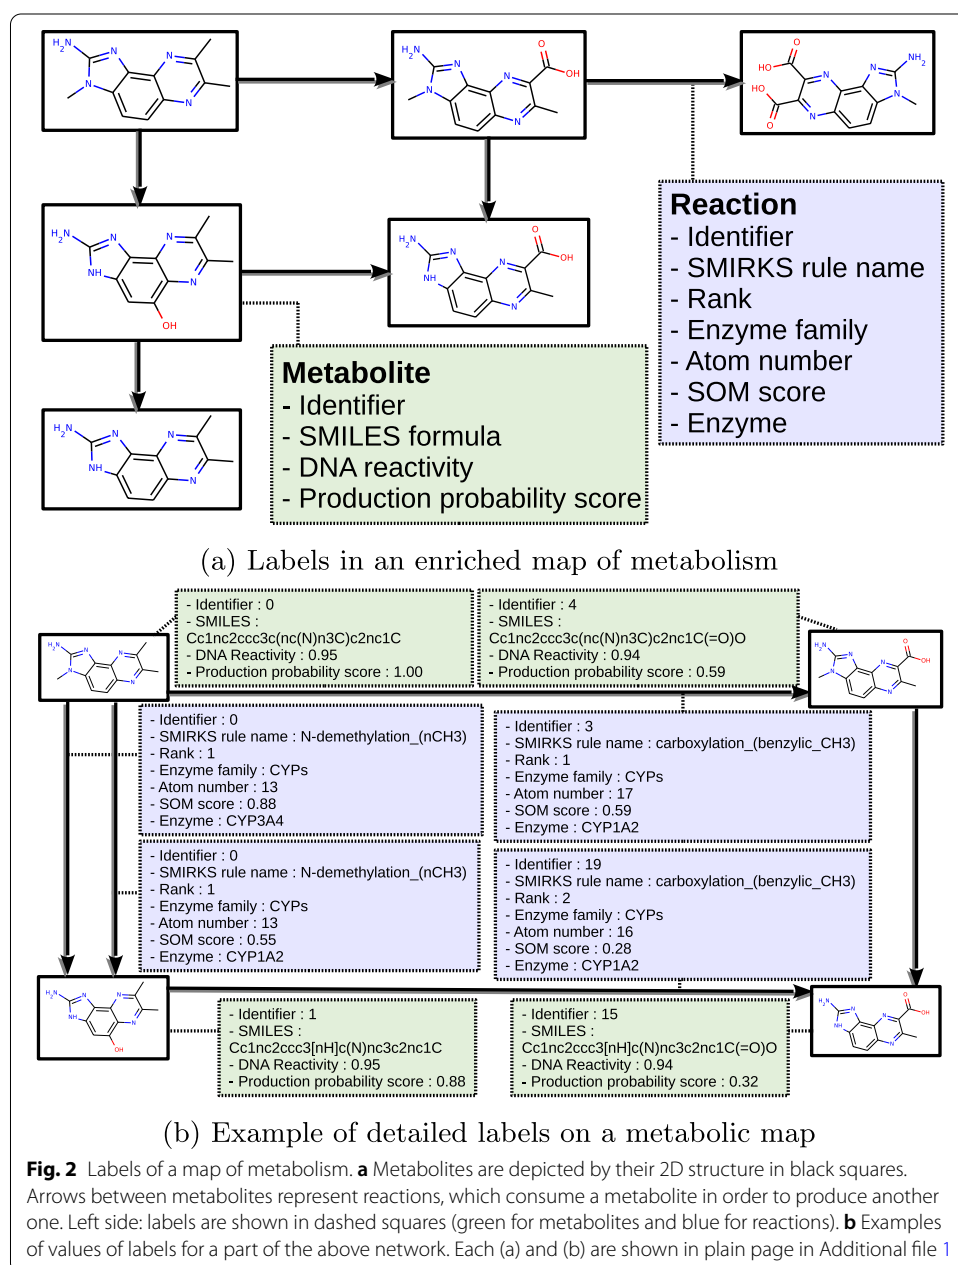 Reaction
- Identifier
- SMIRKS rule name
- Rank
- Enzyme family
- Atom number
- SOM score
- Enzyme
Metabolite
- Identifier
- SMILES formula
- DNA reactivity
- Production probability score
(a) Labels in an enriched map of metabolism
- Identifier : 0
- SMILES :
Cc1nc2ccc3c(nc(N)n3C)c2nc1C
- DNA Reactivity : 0.95
- Production probability score : 1.00
- Identifier : 4
- SMILES :
Cc1nc2ccc3c(nc(N)n3C)c2nc1C(=O)O
- DNA Reactivity : 0.94
- Production probability score : 0.59
- Identifier : 0
- SMIRKS rule name : N-demethylation_(nCH3)
- Rank : 1
- Enzyme family : CYPs
- Atom number : 13
- SOM score : 0.88
- Enzyme : CYP3A4
- Identifier : 3
- SMIRKS rule name : carboxylation_(benzylic_CH3)
- Rank : 1
- Enzyme family : CYPs
- Atom number : 17
- SOM score : 0.59
- Enzyme : CYP1A2
- Identifier : 0
- SMIRKS rule name : N-demethylation_(nCH3)
- Rank : 1
- Enzyme family : CYPs
- Atom number : 13
- SOM score : 0.55
- Enzyme : CYP1A2
- Identifier : 19
- SMIRKS rule name : carboxylation_(benzylic_CH3)
- Rank : 2
- Enzyme family : CYPs
- Atom number : 16
- SOM score : 0.28
- Enzyme : CYP1A2
- Identifier : 1
- SMILES :
Cc1nc2ccc3[nH]c(N)nc3c2nc1C
- DNA Reactivity : 0.95
- Production probability score : 0.88
- Identifier : 15
- SMILES :
Cc1nc2ccc3[nH]c(N)nc3c2nc1C(=O)O
- DNA Reactivity : 0.94
- Production probability score : 0.32
(b) Example of detailed labels on a metabolic map
Fig. 2 Labels of a map of metabolism. a Metabolites are depicted by their 2D structure in black squares.
Arrows between metabolites represent reactions, which consume a metabolite in order to produce another
one. Left side: labels are shown in dashed squares (green for metabolites and blue for reactions). b Examples
of values of labels for a part of the above network. Each (a) and (b) are shown in plain page in Additional file 1